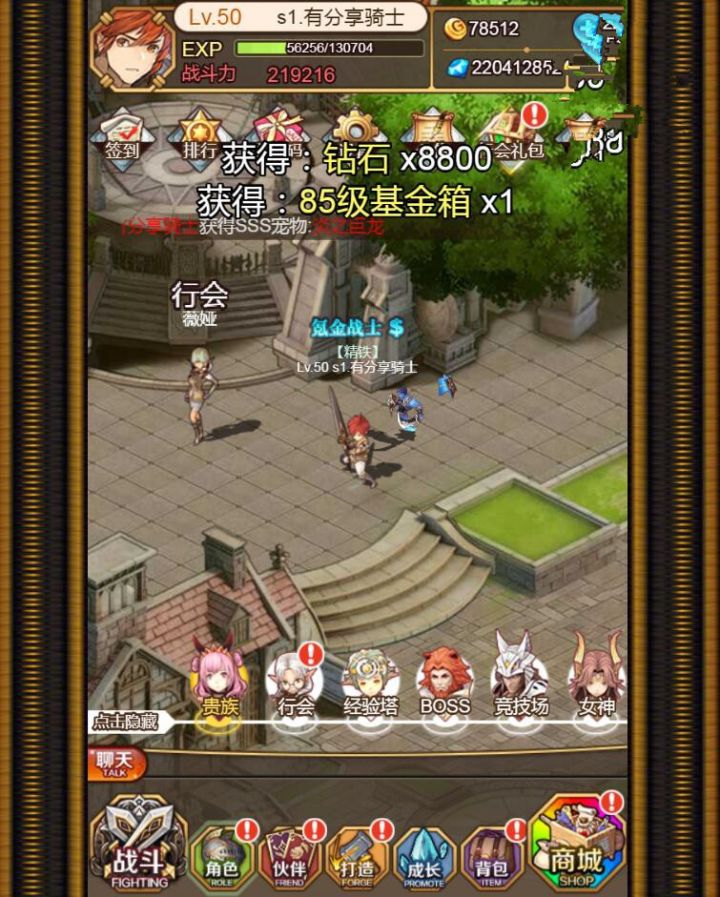 Lv.50 s1.有分享骑士
EXP 56256/130704
78512
战斗力 219216
签到
排行
获得：钻石 x8800
获得：85级基金箱 x1
获得SSS宠物:炎之巨龙
行会
薇娅
氪金战士 $
【精铁】
Lv.50 s1.有分享骑士
贵族
行会
经验塔
BOSS
竞技场
女神
点击隐藏
聊天
TALK
战斗
FIGHTING
角色
ROLE
伙伴
FRIEND
打造
FORGE
成长
PROMOTE
背包
ITEM
商城
SHOP